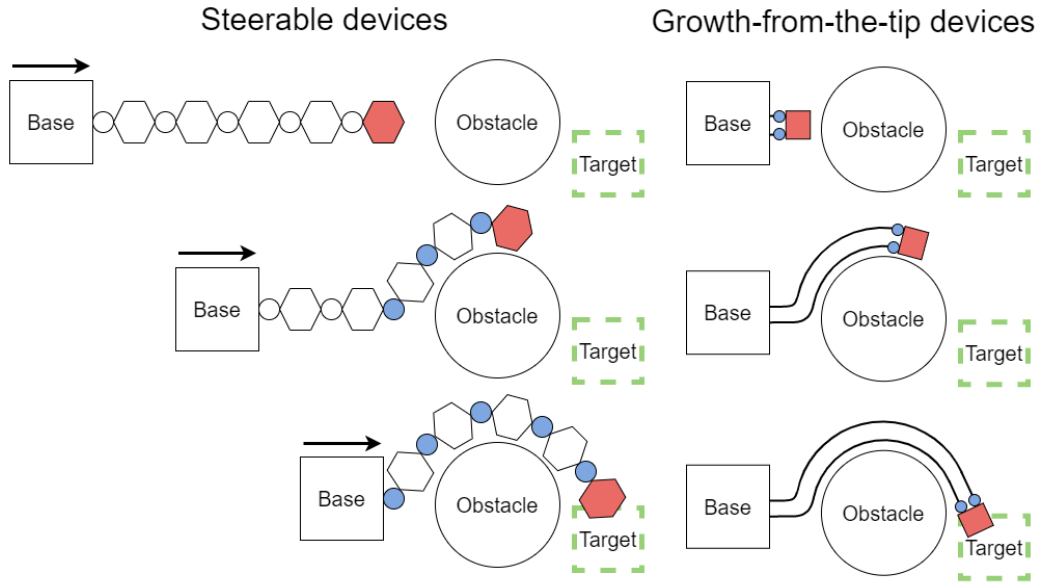 Steerable devices
Growth-from-the-tip devices
Base
Obstacle
Target
Base
Obstacle
Target
Base
Obstacle
Target
Base
Obstacle
Target
Base
Obstacle
Target
Base
Obstacle
Target